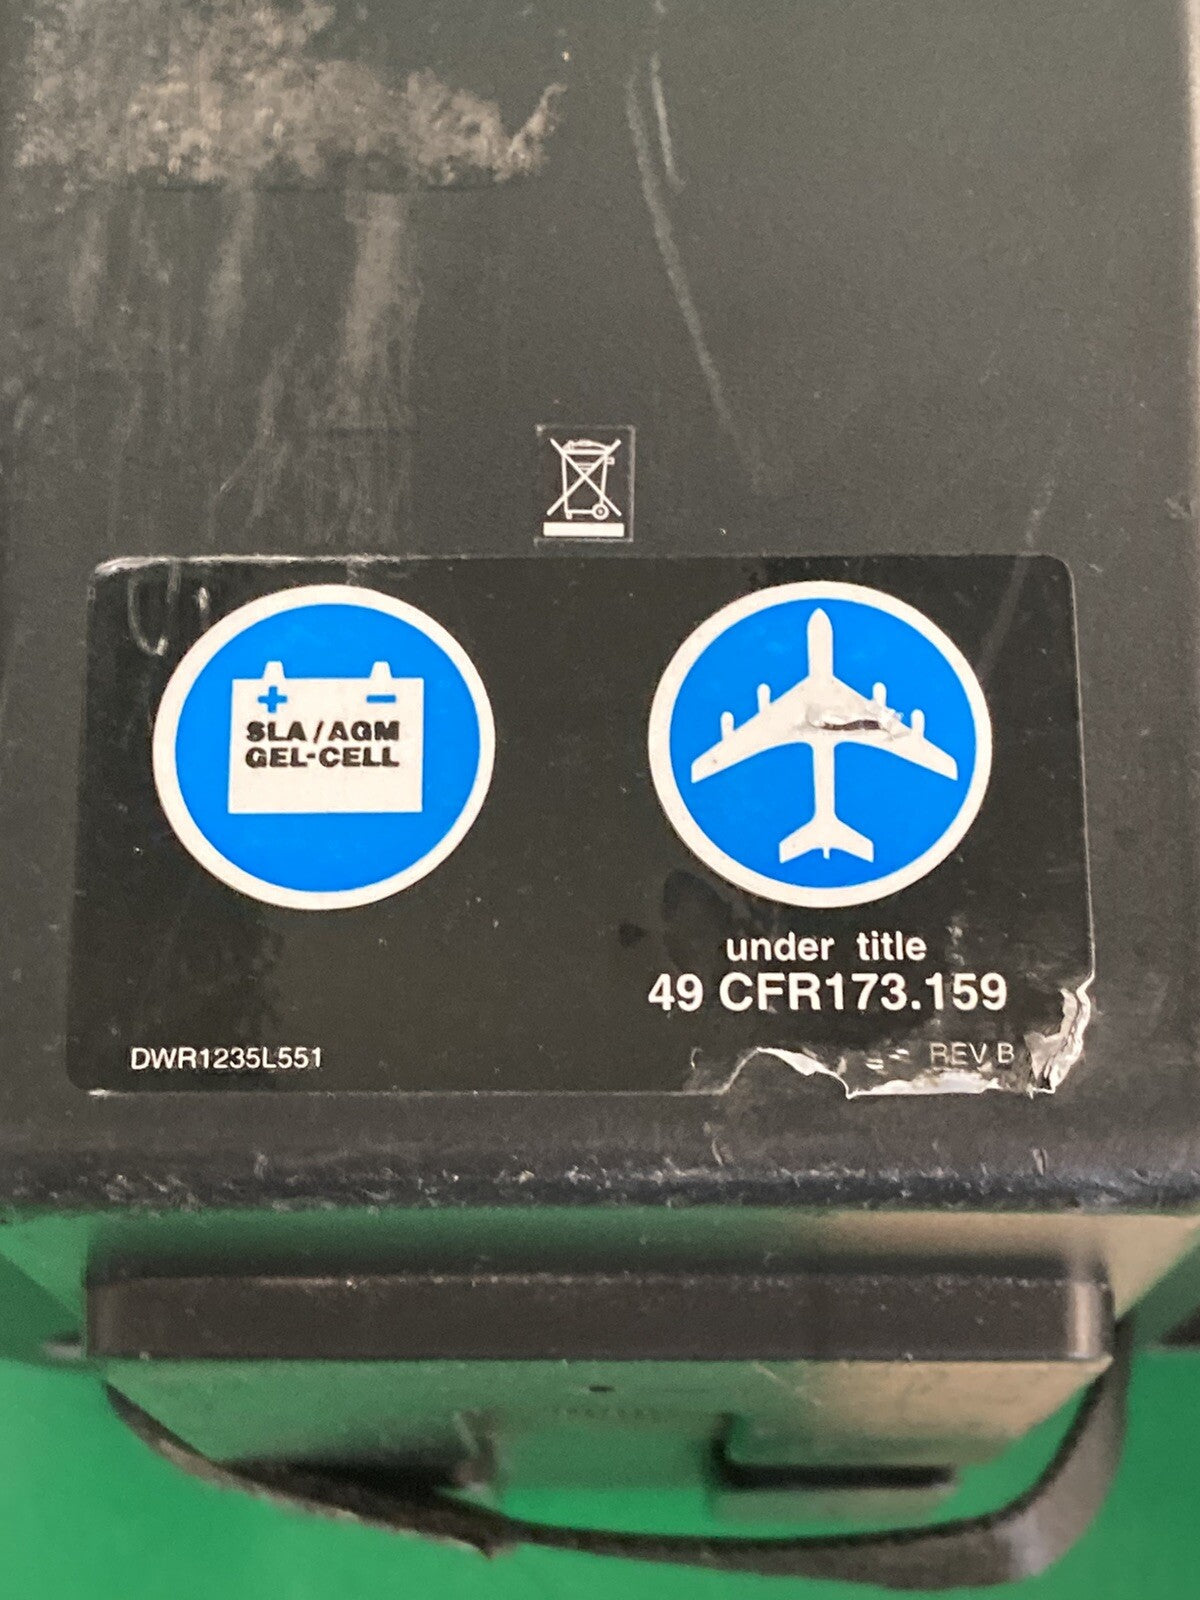 + -
SLA/AGM
GEL-CELL
under title
49 CFR173.159
DWR1235L551
REV B